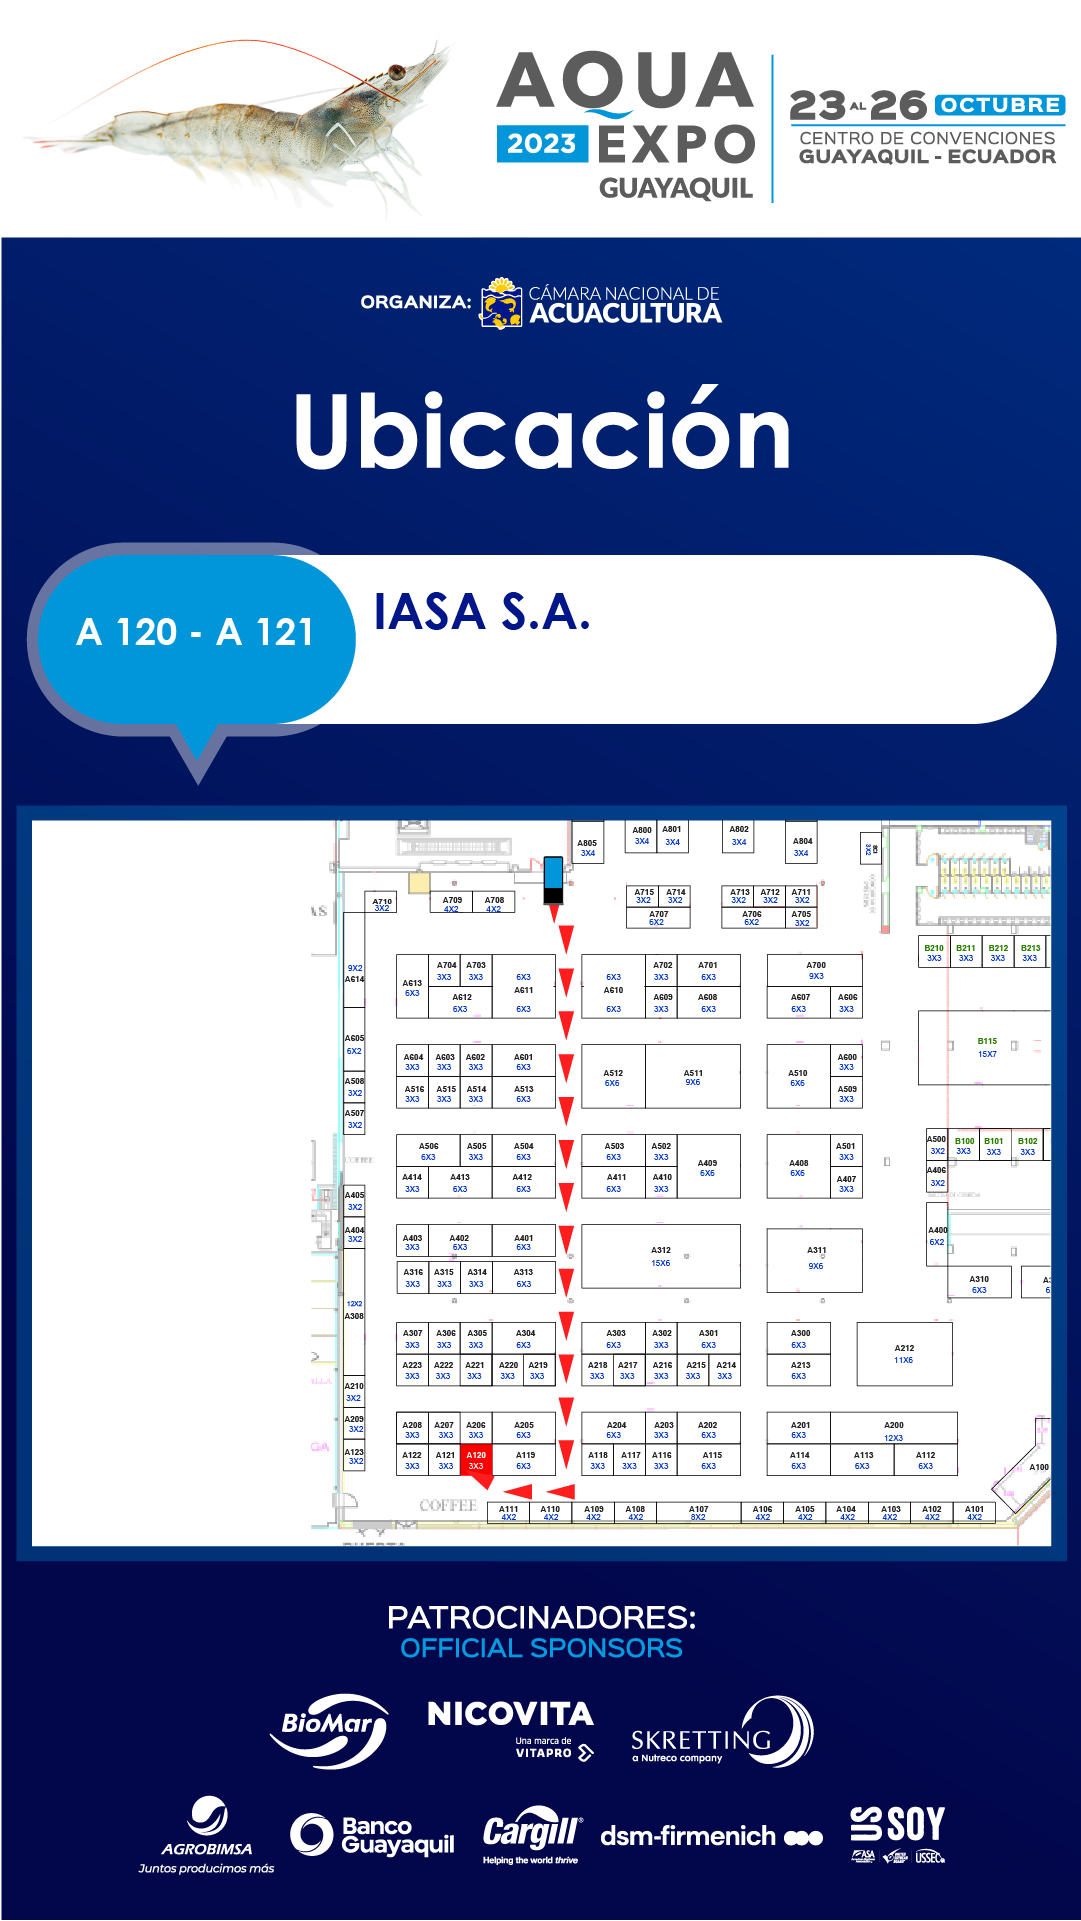 AQUA
2023 EXPO
GUAYAQUIL
23 AL 26 OCTUBRE
CENTRO DE CONVENCIONES
GUAYAQUIL - ECUADOR
ORGANIZA:
CÁMARA NACIONAL DE
ACUACULTURA
Ubicación
A 120 - A 121
IASA S.A.
A805 3X4
A800 3X4
A801 3X4
A802 3X4
A804 3X4
A710 3X2
A709 4X2
A708 4X2
A715 3X2
A714 3X2
A713 3X2
A712 3X2
A711 3X2
A707 6X2
A706 6X2
A705 3X2
B210 3X3
B211 3X3
B212 3X3
B213 3X3
9X2 A614
A613 6X3
A704 3X3
A703 3X3
6X3 A611 6X3
A612 6X3
6X3 A610 6X3
A702 3X3
A701 6X3
A609 3X3
A608 6X3
A700 9X3
A607 6X3
A606 3X3
A605 6X2
B115 15X7
A604 3X3
A603 3X3
A602 3X3
A601 6X3
A512 6X6
A511 9X6
A510 6X6
A600 3X3
A508 3X2
A516 3X3
A515 3X3
A514 3X3
A513 6X3
A509 3X3
A507 3X2
A506 6X3
A505 3X3
A504 6X3
A503 6X3
A502 3X3
A409 6X6
A408 6X6
A501 3X3
A500 3X2
B100 3X3
B101 3X3
B102 3X3
COFFEE
A414 3X3
A413 6X3
A412 6X3
A411 6X3
A410 3X3
A407 3X3
A406 3X2
A405 3X2
A404 3X2
A403 3X3
A402 6X3
A401 6X3
A312 15X6
A311 9X6
A400 6X2
A316 3X3
A315 3X3
A314 3X3
A313 6X3
A310 6X3
12X2 A308
A307 3X3
A306 3X3
A305 3X3
A304 6X3
A303 6X3
A302 3X3
A301 6X3
A300 6X3
A212 11X6
A223 3X3
A222 3X3
A221 3X3
A220 3X3
A219 3X3
A218 3X3
A217 3X3
A216 3X3
A215 3X3
A214 3X3
A213 6X3
A210 3X2
A209 3X2
A208 3X3
A207 3X3
A206 3X3
A205 6X3
A204 6X3
A203 3X3
A202 6X3
A201 6X3
A200 12X3
A123 3X2
A122 3X3
A121 3X3
A120 3X3
A119 6X3
A118 3X3
A117 3X3
A116 3X3
A115 6X3
A114 6X3
A113 6X3
A112 6X3
A100
COFFEE
A111 4X2
A110 4X2
A109 4X2
A108 4X2
A107 8X2
A106 4X2
A105 4X2
A104 4X2
A103 4X2
A102 4X2
A101 4X2
PATROCINADORES:
OFFICIAL SPONSORS
BioMar
NICOVITA
Una marca de
VITAPRO
SKRETTING
a Nutreco company
AGROBIMSA
Juntos producimos más
Banco
Guayaquil
Cargill®
Helping the world thrive
dsm-firmenich
US SOY
ASA
USSEC